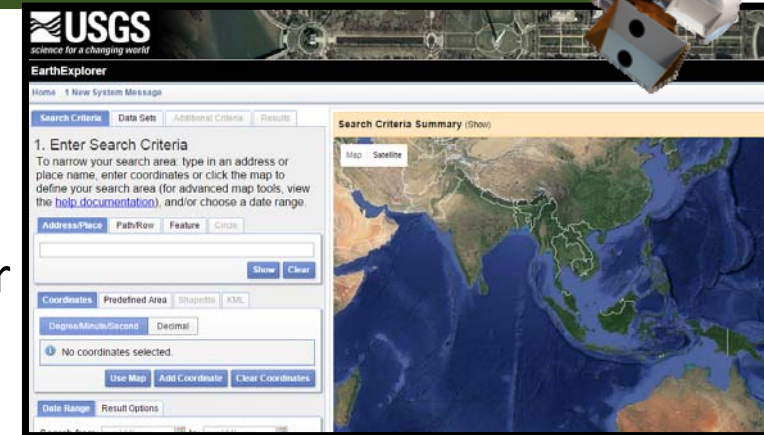 USGS
science for a changing world
EarthExplorer
Home 1 New System Message
Search Criteria Data Sets Additional Criteria Results
1. Enter Search Criteria
To narrow your search area: type in an address or
place name, enter coordinates or click the map to
define your search area (for advanced map tools, view
the help documentation), and/or choose a date range.
Address/Place Path/Row Feature Circle
Show Clear
Coordinates Predefined Area Shapefile KML
Degree/Minute/Second Decimal
No coordinates selected.
Use Map Add Coordinate Clear Coordinates
Date Range Result Options
r
Search Criteria Summary (Show)
Map Satellite